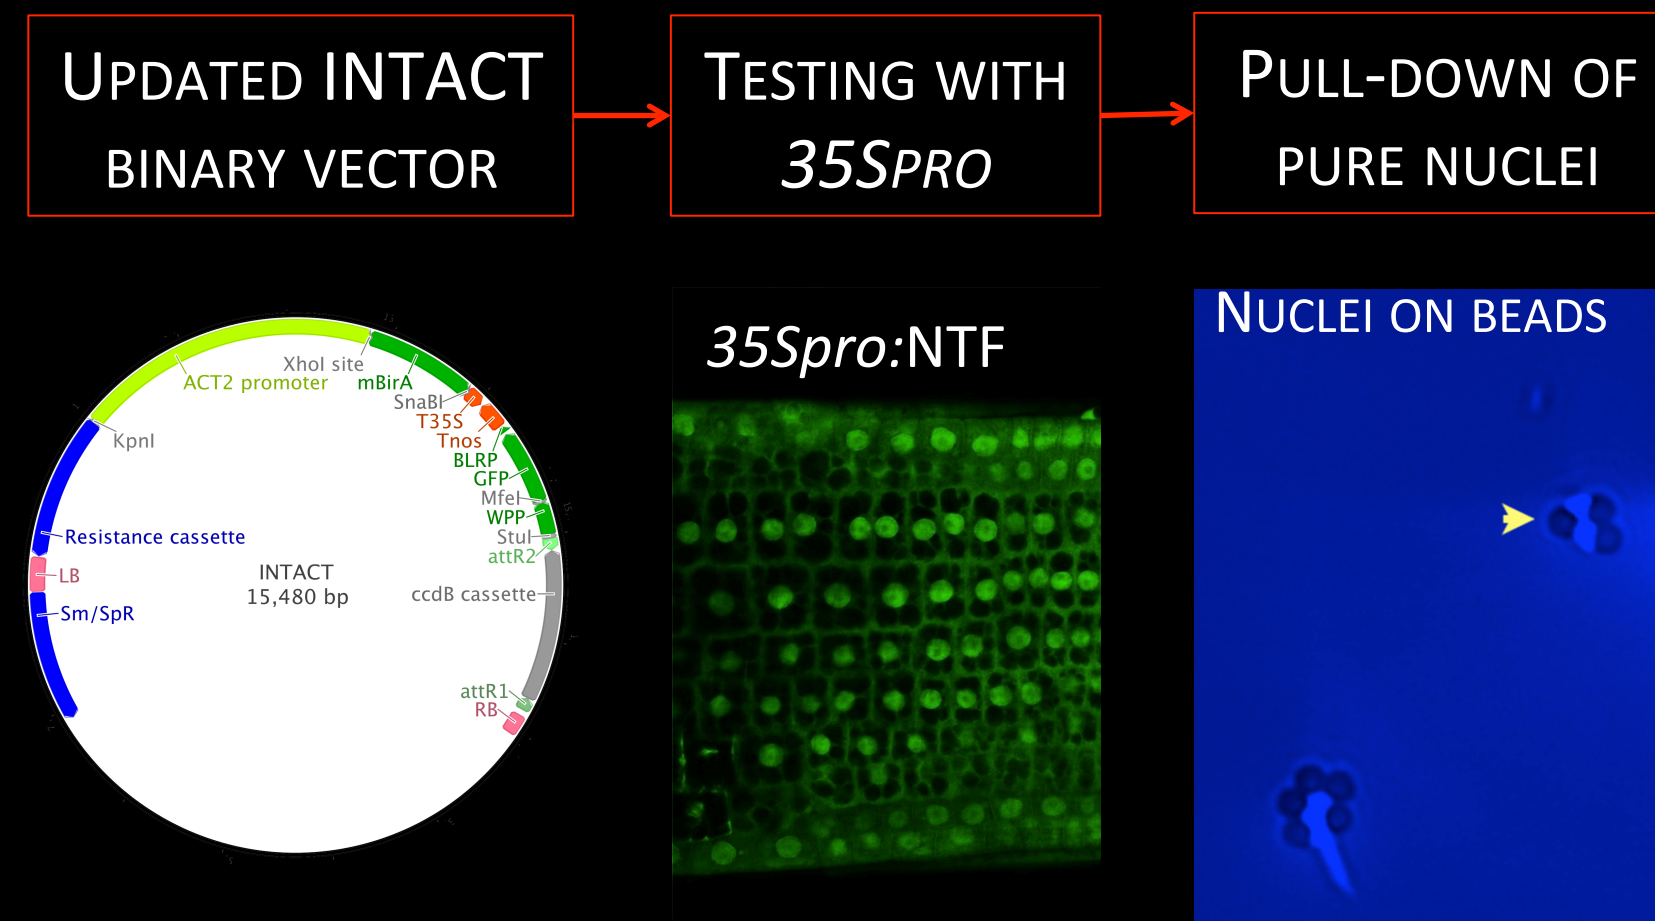 UPDATED INTACT
BINARY VECTOR
TESTING WITH
35SPRO
PULL-DOWN OF
PURE NUCLEI
XhoI site
ACT2 promoter
mBirA
SnaBI
T35S
Tnos
BLRP
GFP
MfeI
WPP
StuI
attR2
KpnI
Resistance cassette
LB
Sm/SpR
INTACT
15,480 bp
ccdB cassette
attR1
RB
35Spro:NTF
NUCLEI ON BEADS